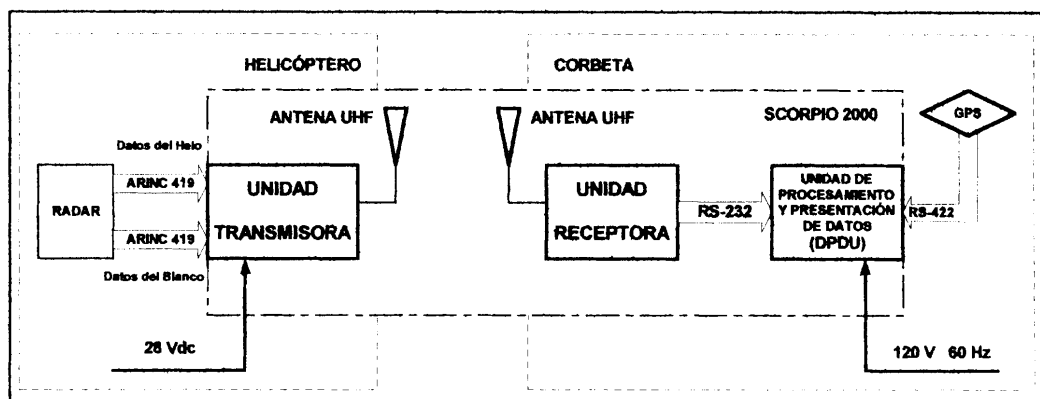 HELICÓPTERO
CORBETA
ANTENA UHF
ANTENA UHF
SCORPIO 2000
GPS
Datos del Helo
ARINC 419
RADAR
ARINC 419
Datos del Blanco
UNIDAD
TRANSMISORA
UNIDAD
RECEPTORA
RS-232
UNIDAD DE
PROCESAMIENTO
Y PRESENTACIÓN
DE DATOS
(DPDU)
RS-422
28 Vdc
120 V 60 Hz